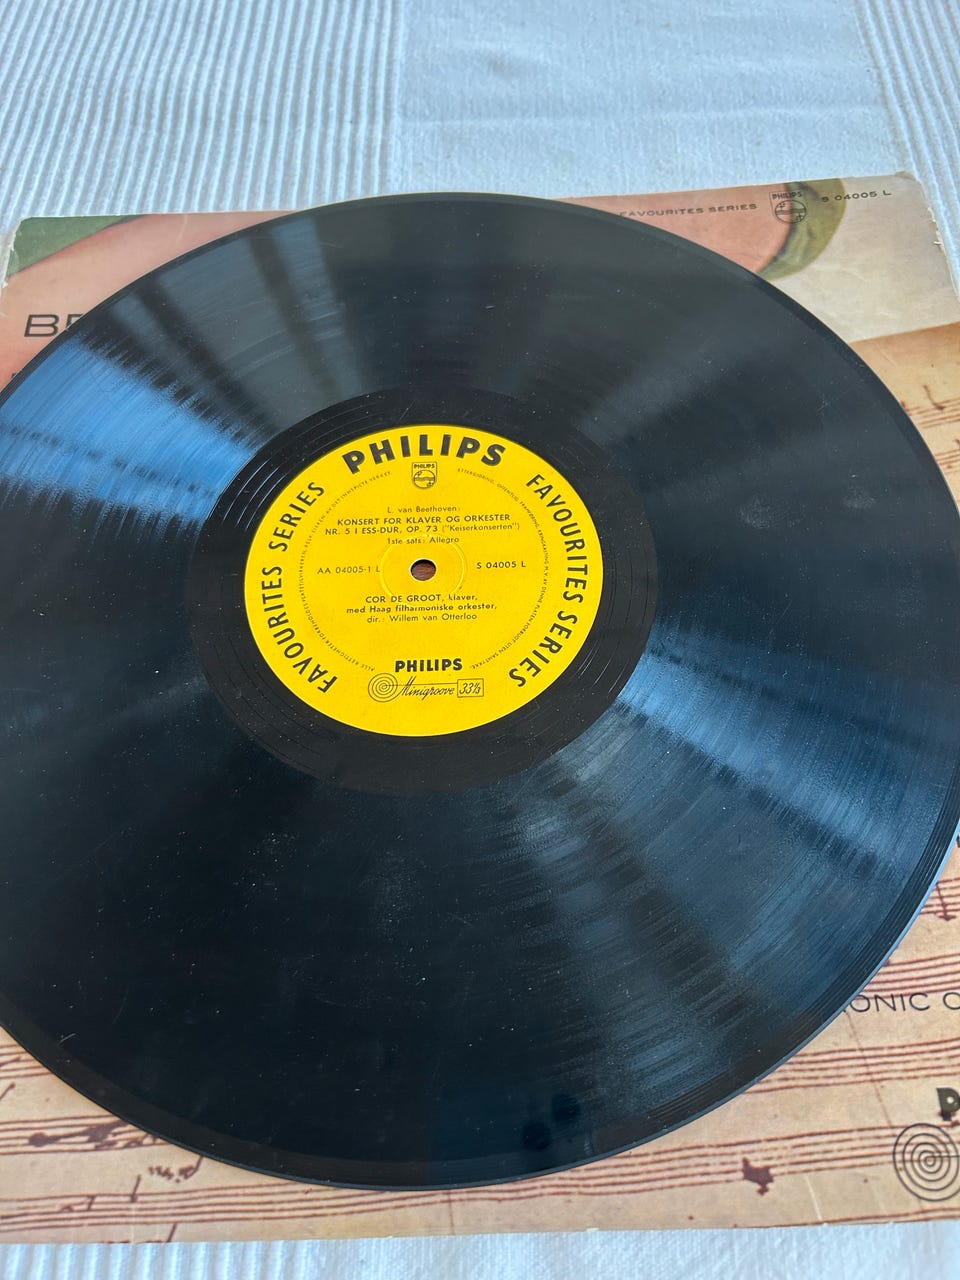 FAVOURITES SERIES
PHILIPS
S 04005 L
BE
PHILIPS
FAVOURITES SERIES
FAVOURITES SERIES
PHILIPS
L. van Beethoven:
KONSERT FOR KLAVER OG ORKESTER
NR. 5 I ESS-DUR, OP. 73 ("Keiserkonserten")
1ste sats: Allegro
AA 04005-1 L
S 04005 L
COR DE GROOT, klaver,
med Haag filharmoniske orkester,
dir.: Willem van Otterloo
PHILIPS
Minigroove 33⅓
ONIC O
P